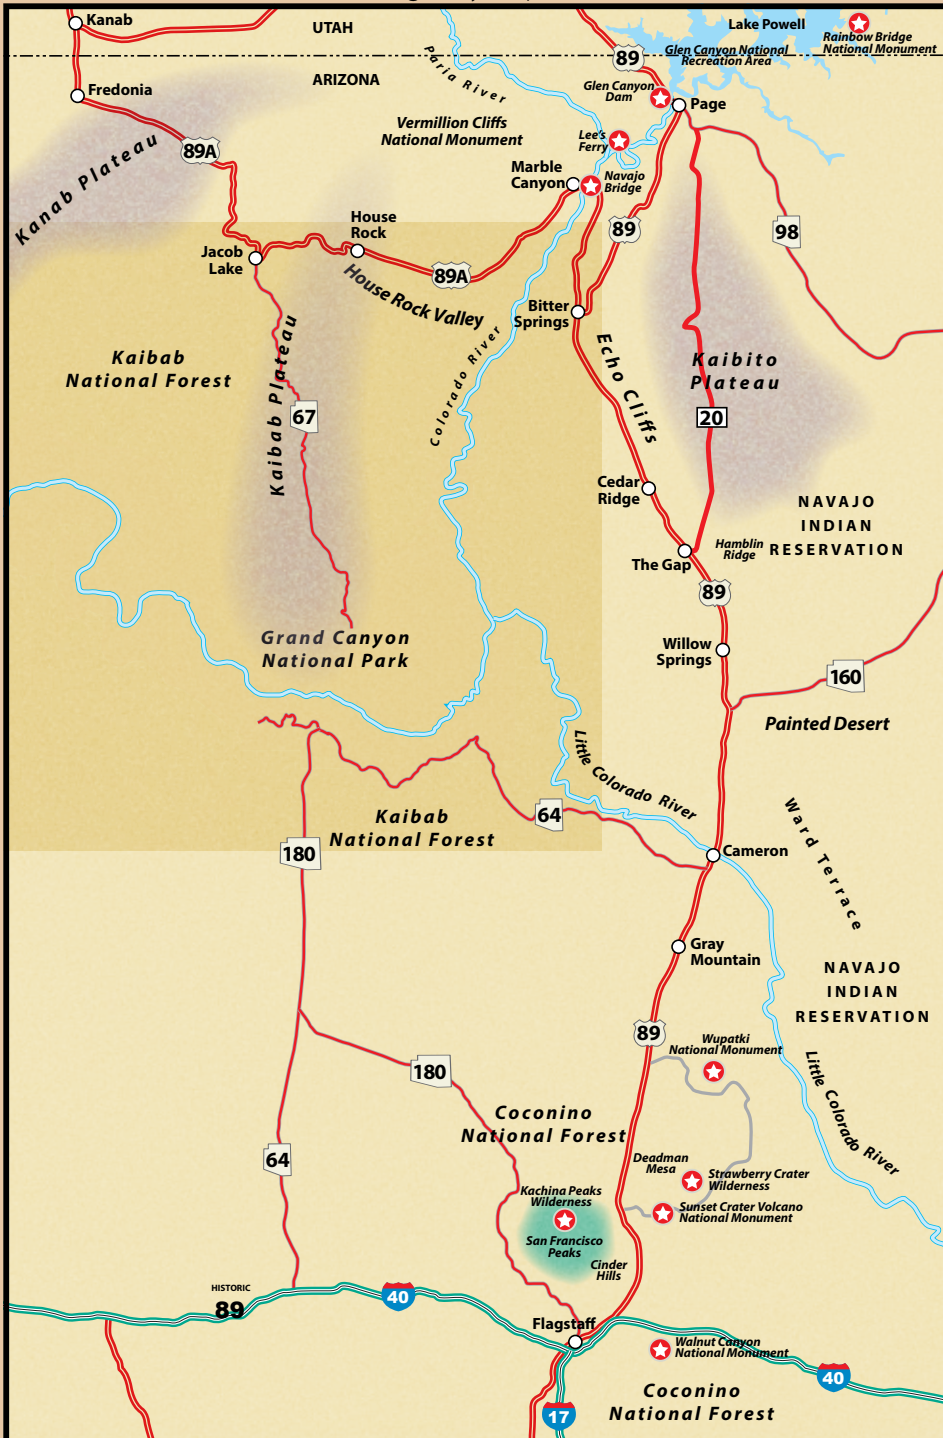 Kanab
UTAH
Lake Powell
Rainbow Bridge
National Monument
89
Glen Canyon National
Recreation Area
Paria River
ARIZONA
Fredonia
Glen Canyon
Dam
Page
Vermillion Cliffs
National Monument
Lee's
Ferry
89A
Kanab Plateau
Marble
Canyon
Navajo
Bridge
House
Rock
89
98
Jacob
Lake
89A
House Rock Valley
Bitter
Springs
Echo Cliffs
Colorado River
Kaibab
National Forest
Kaibab Plateau
67
Kaibito
Plateau
20
Cedar
Ridge
NAVAJO
INDIAN
RESERVATION
Hamblin
Ridge
The Gap
89
Grand Canyon
National Park
Willow
Springs
160
Painted Desert
Little Colorado River
Kaibab
National Forest
64
180
Cameron
Ward Terrace
Gray
Mountain
NAVAJO
INDIAN
RESERVATION
89
Wupatki
National Monument
180
Little Colorado River
Coconino
National Forest
64
Deadman
Mesa
Strawberry Crater
Wilderness
Kachina Peaks
Wilderness
Sunset Crater Volcano
National Monument
San Francisco
Peaks
Cinder
Hills
HISTORIC
89
40
Flagstaff
Walnut Canyon
National Monument
40
17
Coconino
National Forest